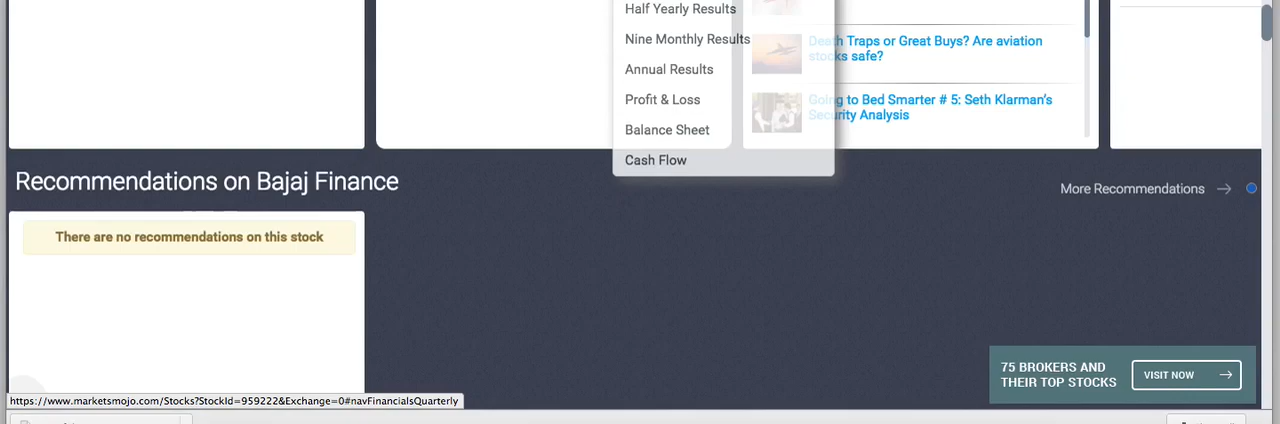 Half Yearly Results
Nine Monthly Results
Annual Results
Profit & Loss
Balance Sheet
Cash Flow
Death Traps or Great Buys? Are aviation
stocks safe?
Going to Bed Smarter # 5: Seth Klarman's
Security Analysis
Recommendations on Bajaj Finance
More Recommendations
There are no recommendations on this stock
75 BROKERS AND
THEIR TOP STOCKS
VISIT NOW
https://www.marketsmojo.com/Stocks?StockId=959222&Exchange=0#navFinancialsQuarterly